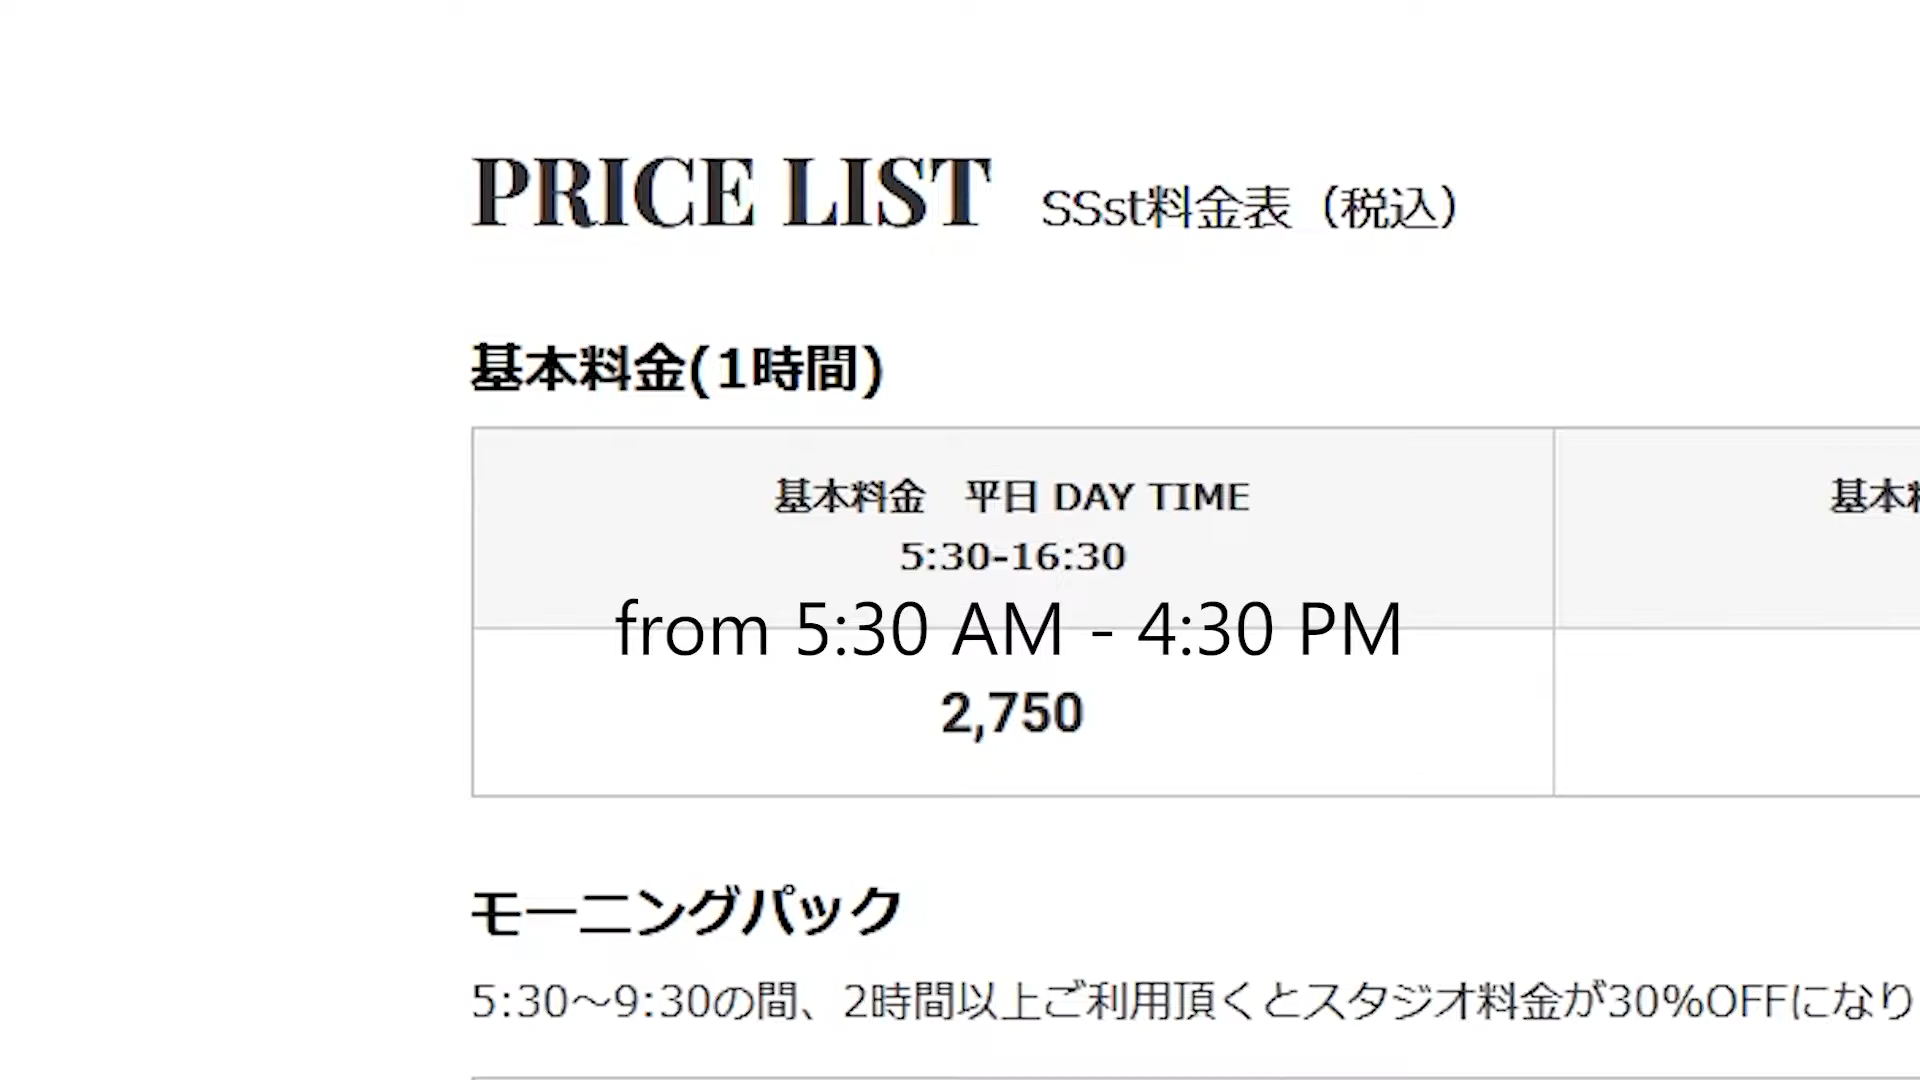 PRICE LIST SSst料金表（税込）
基本料金(1時間)
基本料金　平日 DAY TIME
5:30-16:30
基本
from 5:30 AM - 4:30 PM
2,750
モーニングパック
5:30～9:30の間、2時間以上ご利用頂くとスタジオ料金が30%OFFになり